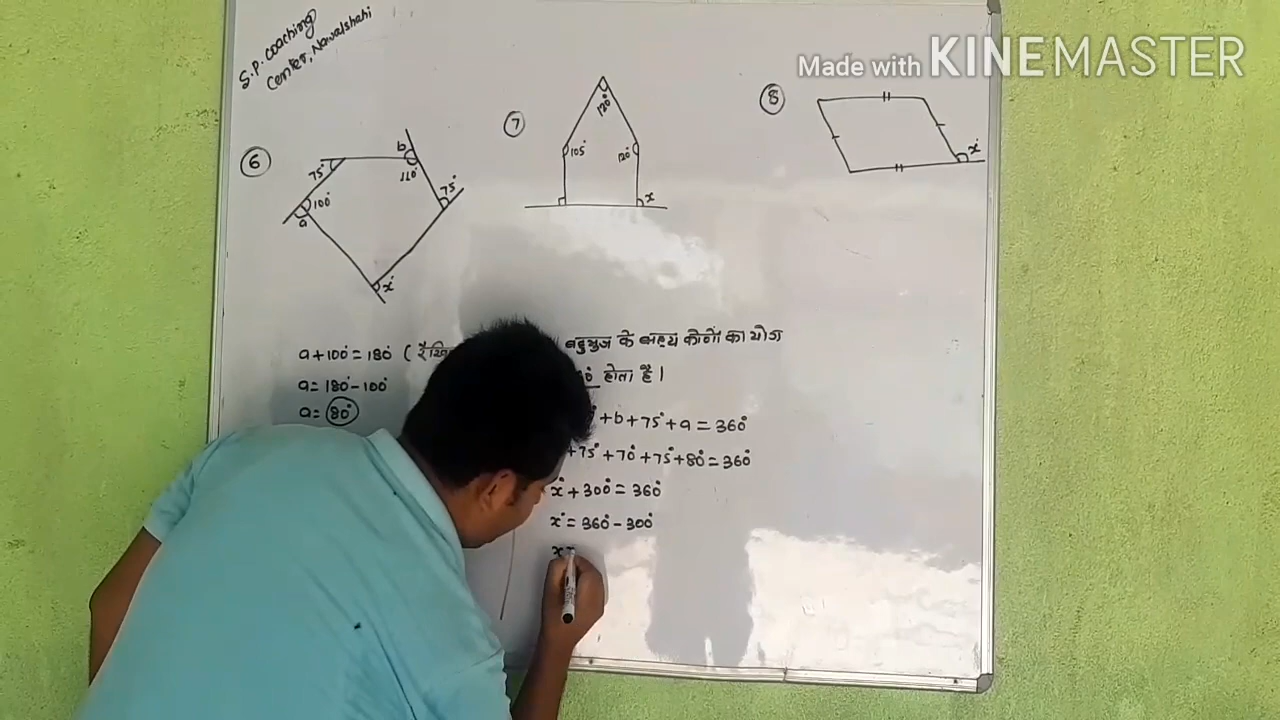 S.P. coaching
Center, Nawalshahi
Made with KINEMASTER
6
75°
b
110°
75°
100°
a
x°
7
120°
105°
120°
x
8
x°
a + 100° = 180° (
a = 180° - 100°
a = 80°
बहुभुज के बाह्य कोणों का योग
होता है।
+ b + 75° + a = 360°
+ 75° + 70° + 75° + 80° = 360°
x° + 300° = 360°
x° = 360° - 300°
x =